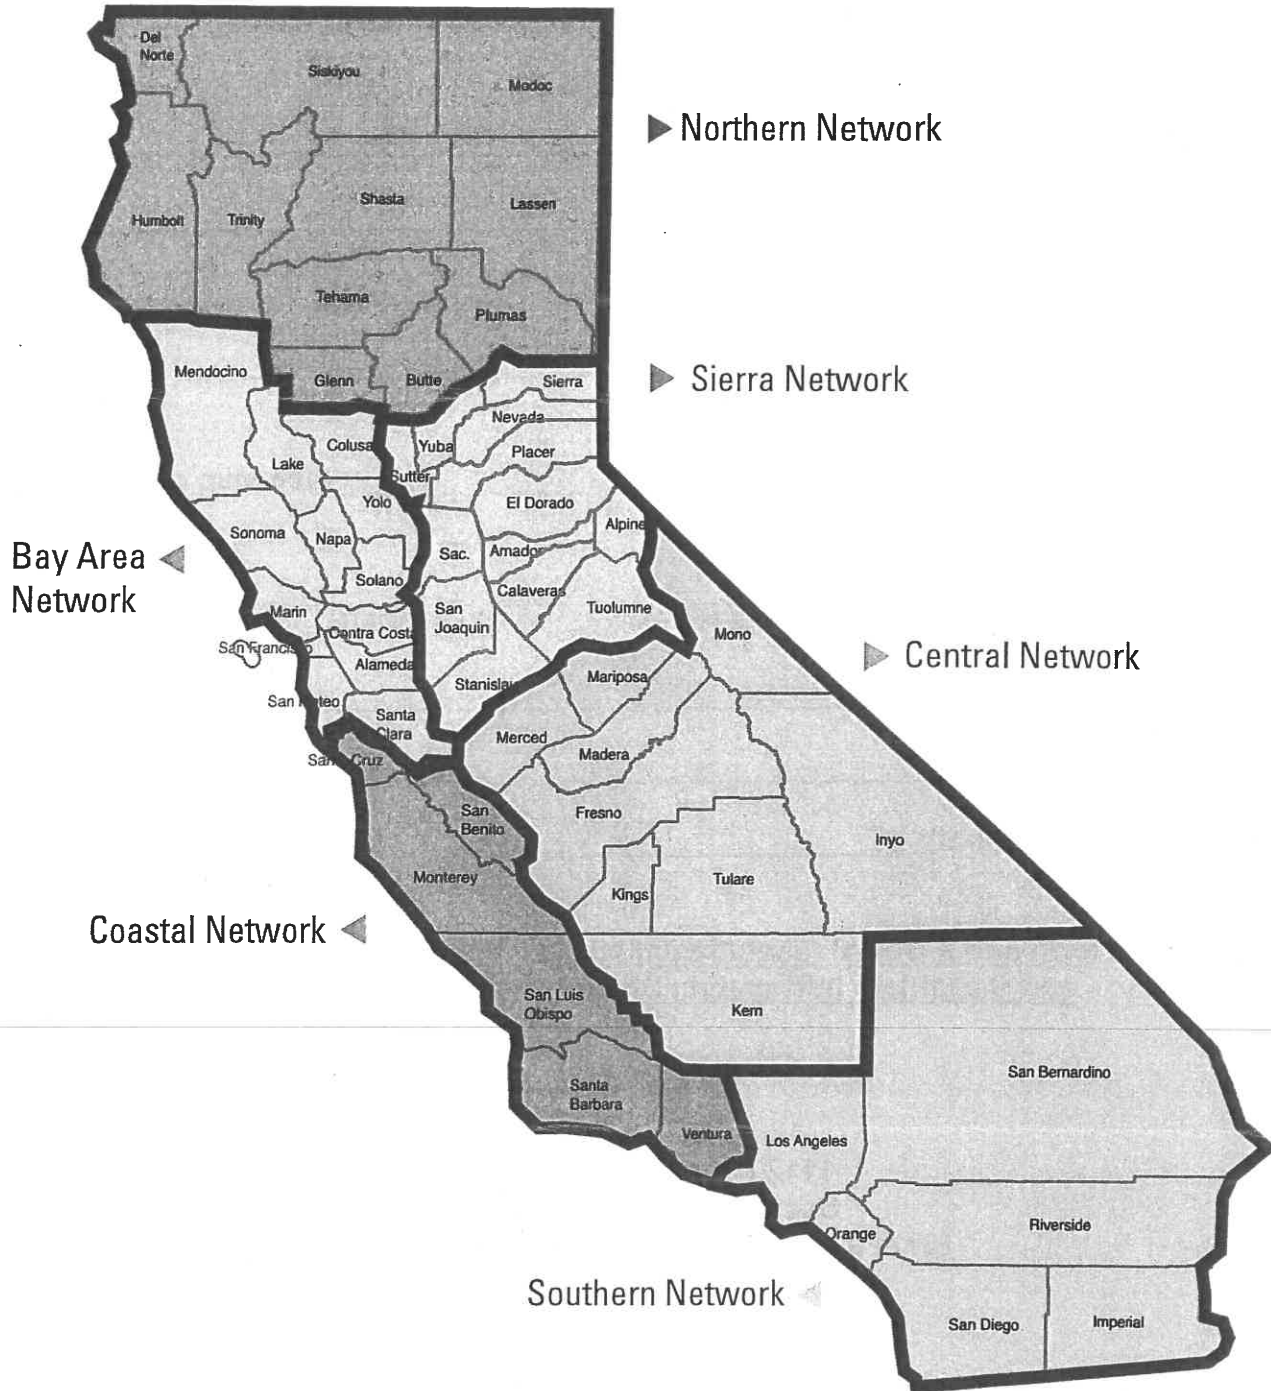 Del
Norte
Siskiyou
Modoc
Northern Network
Humbolt
Trinity
Shasta
Lassen
Tehama
Plumas
Mendocino
Glenn
Butte
Sierra
Sierra Network
Nevada
Colusa
Yuba
Placer
Lake
Sutter
Yolo
El Dorado
Alpine
Sonoma
Napa
Sac.
Amador
Bay Area
Network
Solano
Calaveras
Marin
San
Joaquin
Tuolumne
Contra Costa
Mono
San Francisco
Alameda
Central Network
Stanislau
Mariposa
San Mateo
Santa
Clara
Merced
Madera
Santa Cruz
San
Benito
Fresno
Inyo
Monterey
Kings
Tulare
Coastal Network
San Luis
Obispo
Kern
San Bernardino
Santa
Barbara
Ventura
Los Angeles
Orange
Riverside
Southern Network
San Diego
Imperial